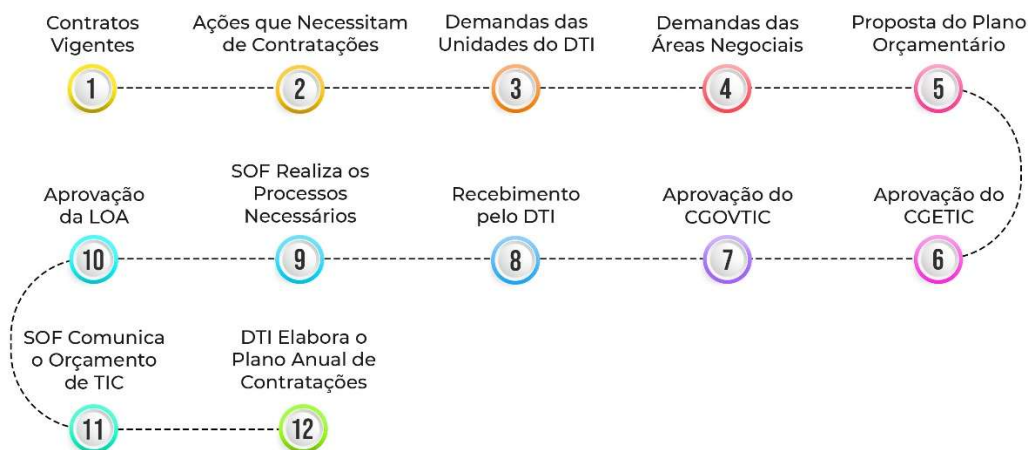 Contratos
Vigentes
1
Ações que Necessitam
de Contratações
2
Demandas das
Unidades do DTI
3
Demandas das
Áreas Negociais
4
Proposta do Plano
Orçamentário
5
Aprovação do
CGETIC
6
Aprovação do
CGOVTIC
7
Recebimento
pelo DTI
8
SOF Realiza os
Processos
Necessários
9
Aprovação
da LOA
10
SOF Comunica
o Orçamento
de TIC
11
DTI Elabora o
Plano Anual de
Contratações
12